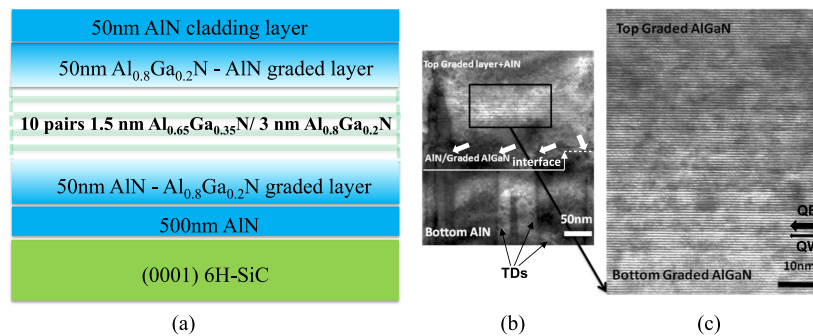 50nm AlN cladding layer
50nm Al0.8Ga0.2N - AlN graded layer
10 pairs 1.5 nm Al0.65Ga0.35N/ 3 nm Al0.8Ga0.2N
50nm AlN - Al0.8Ga0.2N graded layer
500nm AlN
(0001) 6H-SiC
(a)
Top Graded layer+AlN
AlN/Graded AlGaN
interface
Bottom AlN
50nm
TDs
(b)
Top Graded AlGaN
QB
QW
10nm
Bottom Graded AlGaN
(c)